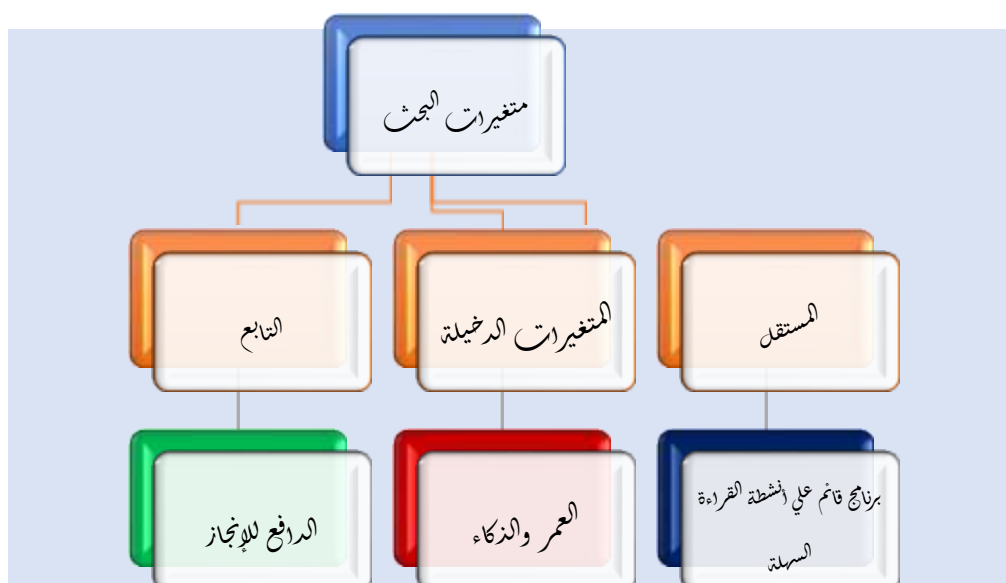 متغيرات البحث
المستقل
المتغيرات الدخيلة
التابع
برنامج قائم علي أنشطة القراءة
السهلة
العمر والذكاء
الدافع للإنجاز